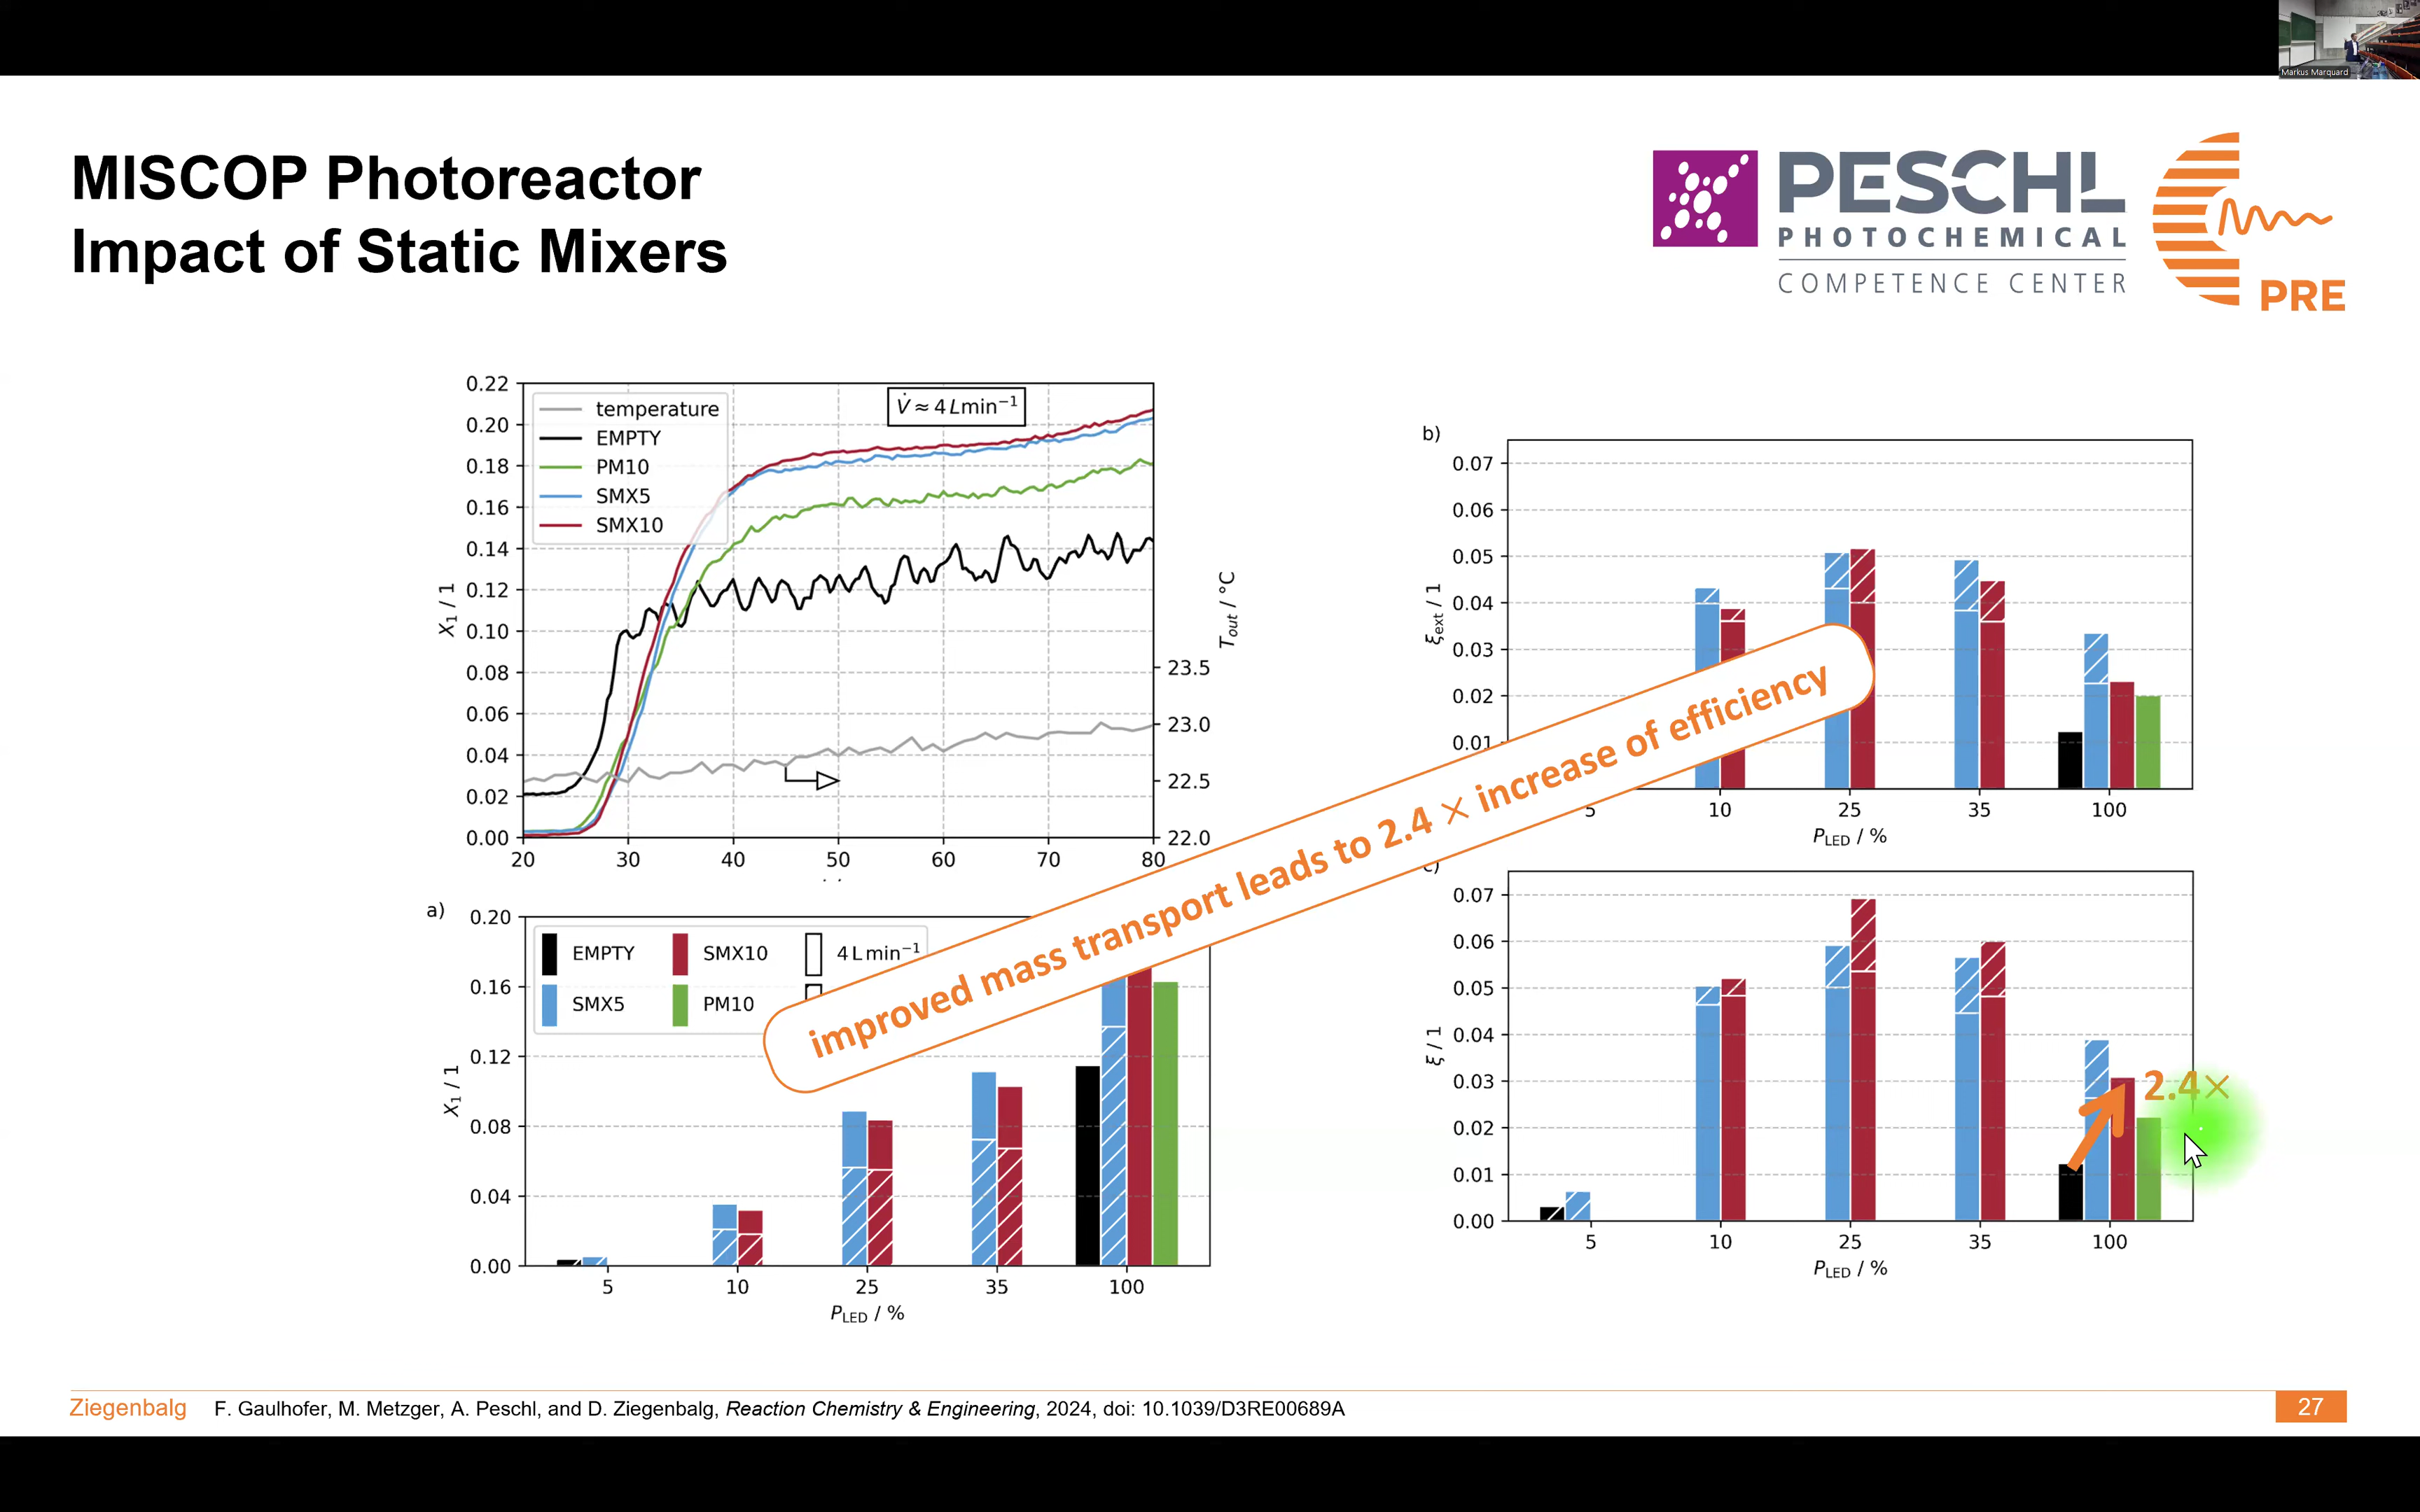 Markus Marquard
MISCOP Photoreactor
Impact of Static Mixers
PESCHL
PHOTOCHEMICAL
COMPETENCE CENTER
PRE
0.22
0.20
0.18
0.16
0.14
0.12
0.10
0.08
0.06
0.04
0.02
0.00
X₁ / 1
temperature
EMPTY
PM10
SMX5
SMX10
V̇ ≈ 4 Lmin⁻¹
23.5
23.0
22.5
22.0
T_out / °C
20 30 40 50 60 70 80
a)
0.20
0.16
0.12
0.08
0.04
0.00
X₁ / 1
EMPTY SMX10 4 L min⁻¹
SMX5 PM10
5 10 25 35 100
P_LED / %
b)
0.07
0.06
0.05
0.04
0.03
0.02
0.01
ξ_ext / 1
5 10 25 35 100
P_LED / %
c)
0.07
0.06
0.05
0.04
0.03
0.02
0.01
0.00
ξ / 1
2.4×
5 10 25 35 100
P_LED / %
improved mass transport leads to 2.4 × increase of efficiency
Ziegenbalg F. Gaulhofer, M. Metzger, A. Peschl, and D. Ziegenbalg, Reaction Chemistry & Engineering, 2024, doi: 10.1039/D3RE00689A
27